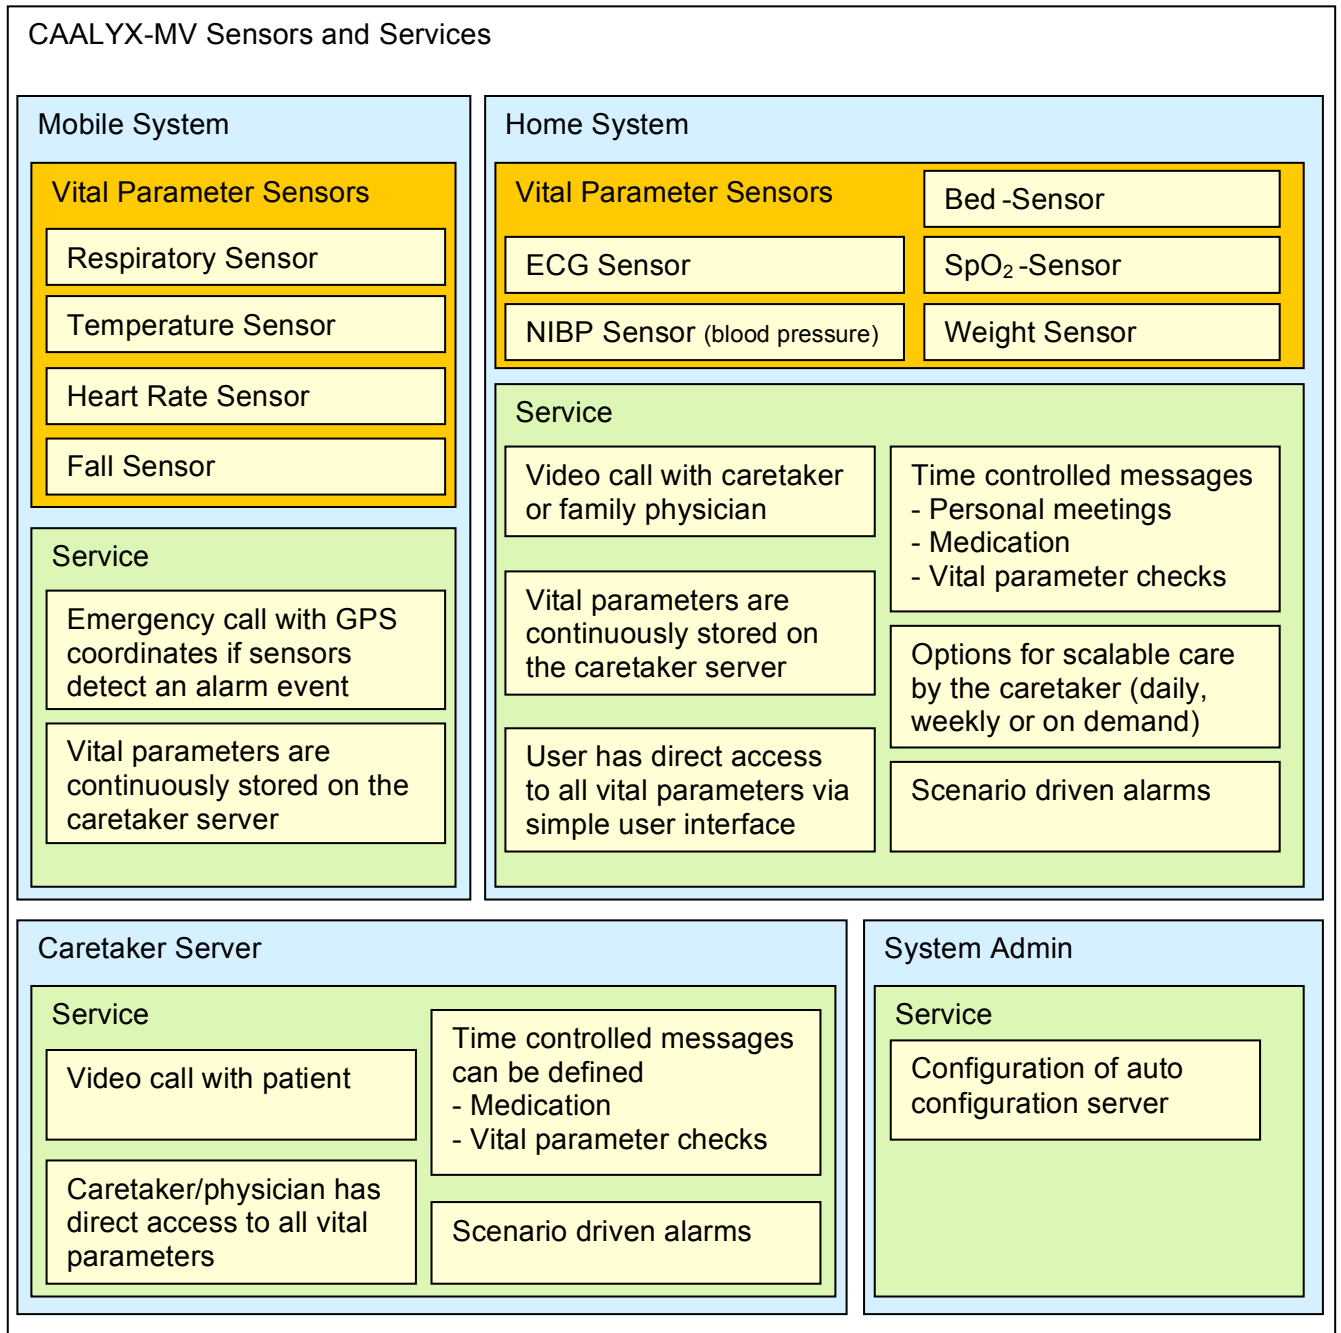 CAALYX-MV Sensors and Services
Mobile System
Vital Parameter Sensors
Respiratory Sensor
Temperature Sensor
Heart Rate Sensor
Fall Sensor
Service
Emergency call with GPS
coordinates if sensors
detect an alarm event
Vital parameters are
continuously stored on the
caretaker server
Home System
Vital Parameter Sensors
ECG Sensor
NIBP Sensor (blood pressure)
Bed -Sensor
SpO₂ -Sensor
Weight Sensor
Service
Video call with caretaker
or family physician
Vital parameters are
continuously stored on
the caretaker server
User has direct access
to all vital parameters via
simple user interface
Time controlled messages
- Personal meetings
- Medication
- Vital parameter checks
Options for scalable care
by the caretaker (daily,
weekly or on demand)
Scenario driven alarms
Caretaker Server
Service
Video call with patient
Caretaker/physician has
direct access to all vital
parameters
Time controlled messages
can be defined
- Medication
- Vital parameter checks
Scenario driven alarms
System Admin
Service
Configuration of auto
configuration server